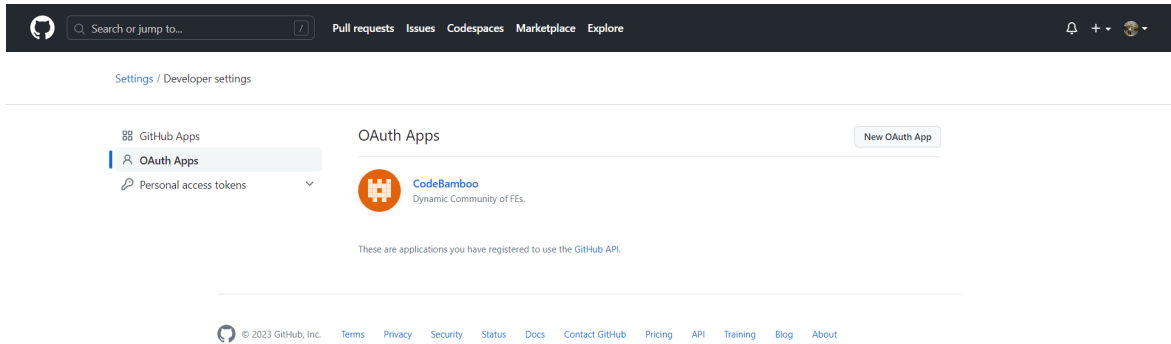 Search or jump to... / Pull requests Issues Codespaces Marketplace Explore
Settings / Developer settings
GitHub Apps
OAuth Apps
Personal access tokens
OAuth Apps New OAuth App
CodeBamboo
Dynamic Community of FEs.
These are applications you have registered to use the GitHub API.
© 2023 GitHub, Inc. Terms Privacy Security Status Docs Contact GitHub Pricing API Training Blog About